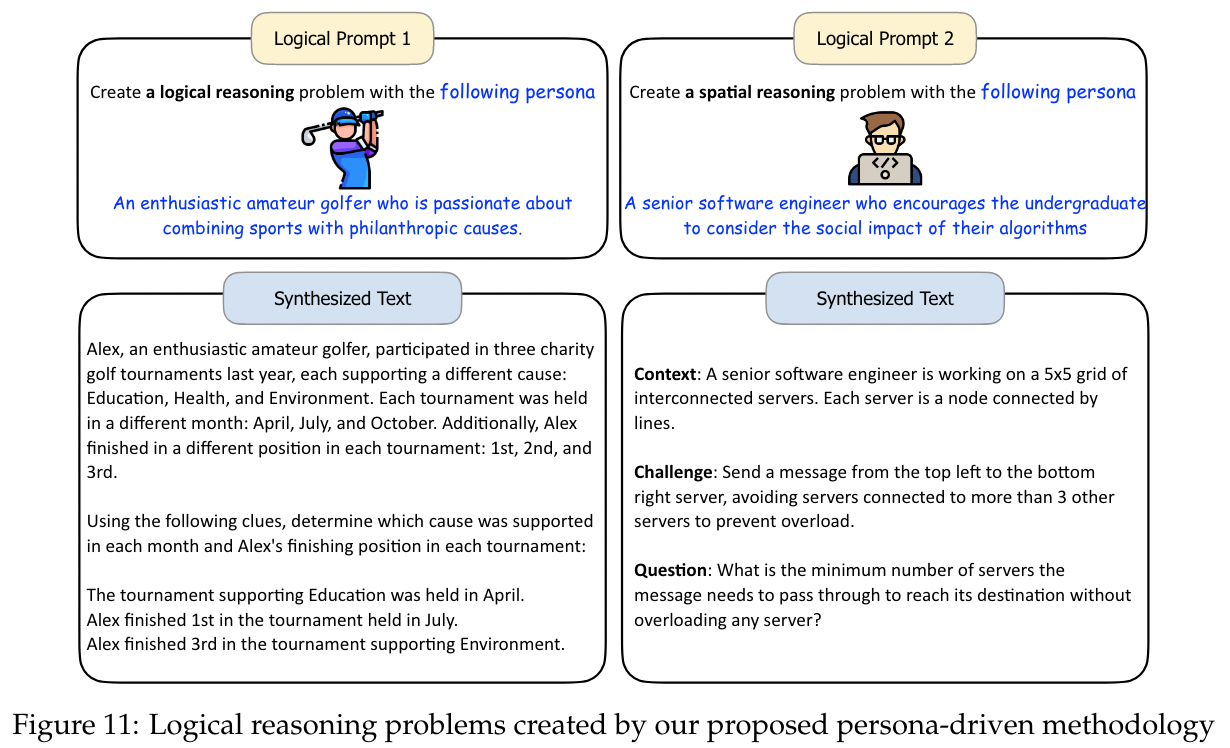 Logical Prompt 1
Create a logical reasoning problem with the following persona
An enthusiastic amateur golfer who is passionate about
combining sports with philanthropic causes.
Logical Prompt 2
Create a spatial reasoning problem with the following persona
</>
A senior software engineer who encourages the undergraduate
to consider the social impact of their algorithms
Synthesized Text
Alex, an enthusiastic amateur golfer, participated in three charity
golf tournaments last year, each supporting a different cause:
Education, Health, and Environment. Each tournament was held
in a different month: April, July, and October. Additionally, Alex
finished in a different position in each tournament: 1st, 2nd, and
3rd.
Using the following clues, determine which cause was supported
in each month and Alex's finishing position in each tournament:
The tournament supporting Education was held in April.
Alex finished 1st in the tournament held in July.
Alex finished 3rd in the tournament supporting Environment.
Synthesized Text
Context: A senior software engineer is working on a 5x5 grid of
interconnected servers. Each server is a node connected by
lines.
Challenge: Send a message from the top left to the bottom
right server, avoiding servers connected to more than 3 other
servers to prevent overload.
Question: What is the minimum number of servers the
message needs to pass through to reach its destination without
overloading any server?
Figure 11: Logical reasoning problems created by our proposed persona-driven methodology